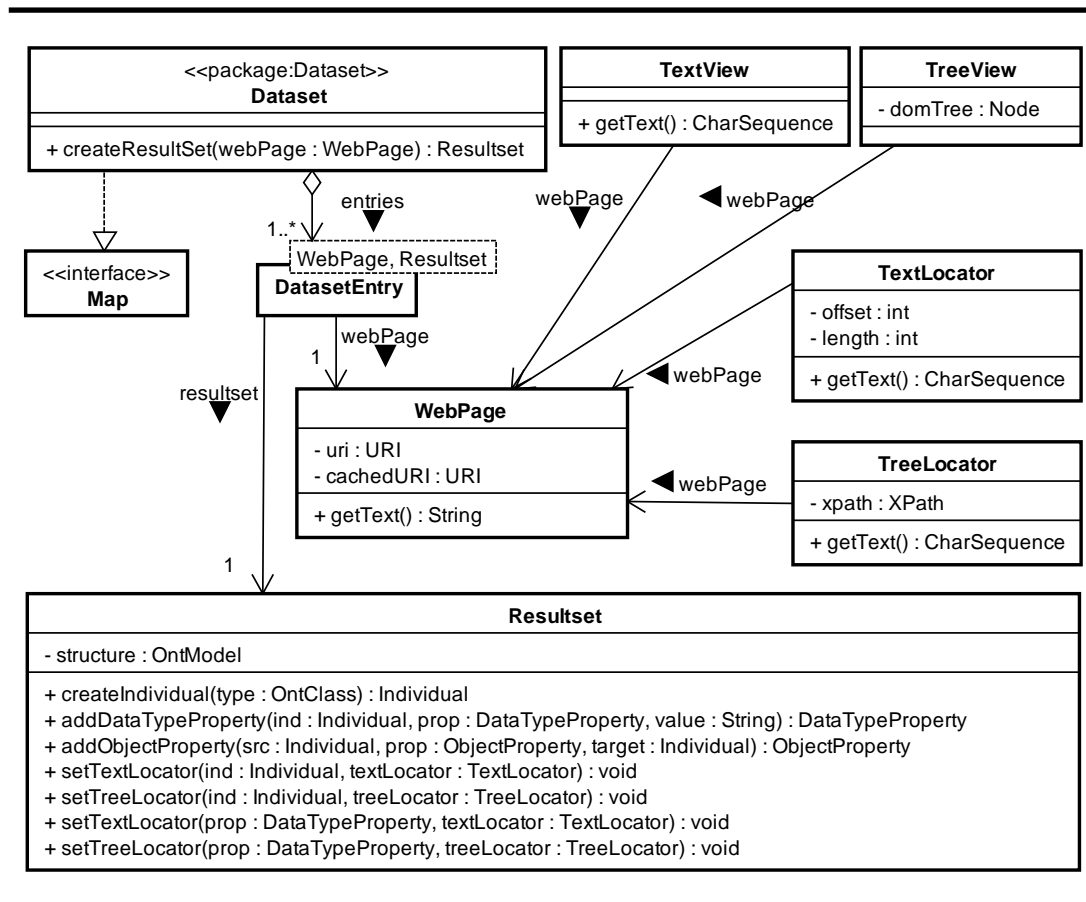 <<package:Dataset>>
Dataset
+ createResultSet(webPage : WebPage) : Resultset
TextView
+ getText() : CharSequence
TreeView
- domTree : Node
entries
1..*
webPage
webPage
<<interface>>
Map
WebPage, Resultset
DatasetEntry
TextLocator
- offset : int
- length : int
+ getText() : CharSequence
webPage
1
resultset
webPage
WebPage
- uri : URI
- cachedURI : URI
+ getText() : String
webPage
TreeLocator
- xpath : XPath
+ getText() : CharSequence
1
Resultset
- structure : OntModel
+ createIndividual(type : OntClass) : Individual
+ addDataTypeProperty(ind : Individual, prop : DataTypeProperty, value : String) : DataTypeProperty
+ addObjectProperty(src : Individual, prop : ObjectProperty, target : Individual) : ObjectProperty
+ setTextLocator(ind : Individual, textLocator : TextLocator) : void
+ setTreeLocator(ind : Individual, treeLocator : TreeLocator) : void
+ setTextLocator(prop : DataTypeProperty, textLocator : TextLocator) : void
+ setTreeLocator(prop : DataTypeProperty, treeLocator : TreeLocator) : void